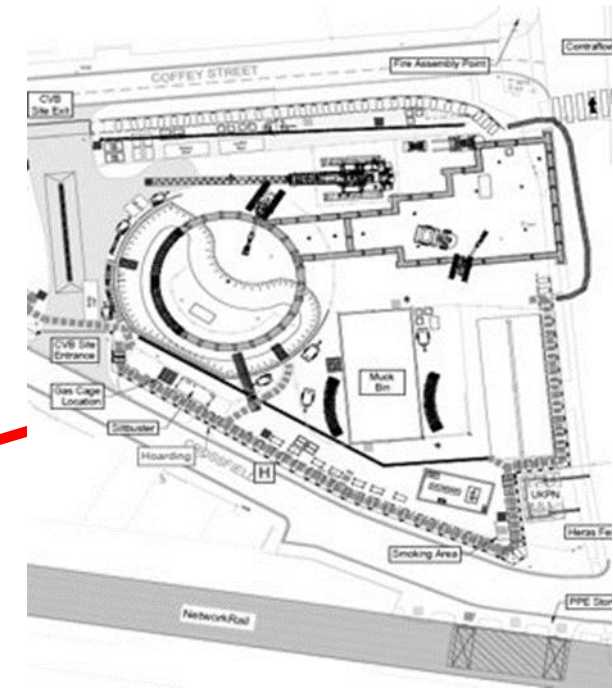 Fire Assembly Point
Contraflow
COFFEY STREET
CVB
Site Exit
CVB Site
Entrance
Gas Cage
Location
Siltbuster
Hoarding
H
Muck
Bin
UKPN
Smoking Area
Heras Fe
NetworkRail
PPE Stor